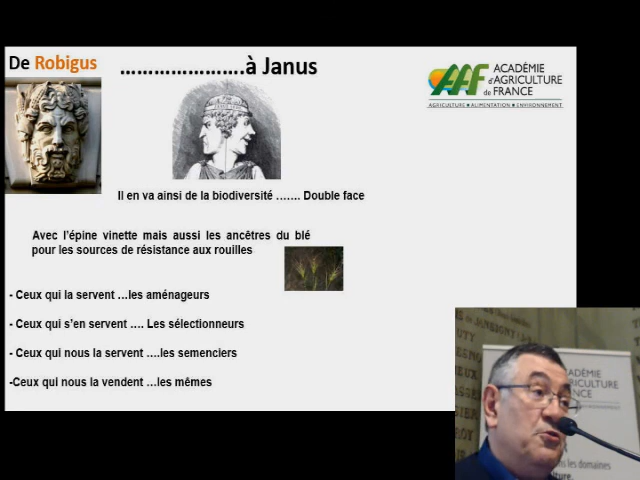 De Robigus ………………….à Janus
ACADÉMIE
d'AGRICULTURE
de FRANCE
AGRICULTURE ● ALIMENTATION ● ENVIRONNEMENT
Il en va ainsi de la biodiversité ……. Double face
Avec l'épine vinette mais aussi les ancêtres du blé
pour les sources de résistance aux rouilles
- Ceux qui la servent …les aménageurs
- Ceux qui s'en servent …. Les sélectionneurs
- Ceux qui nous la servent ….les semenciers
-Ceux qui nous la vendent …les mêmes